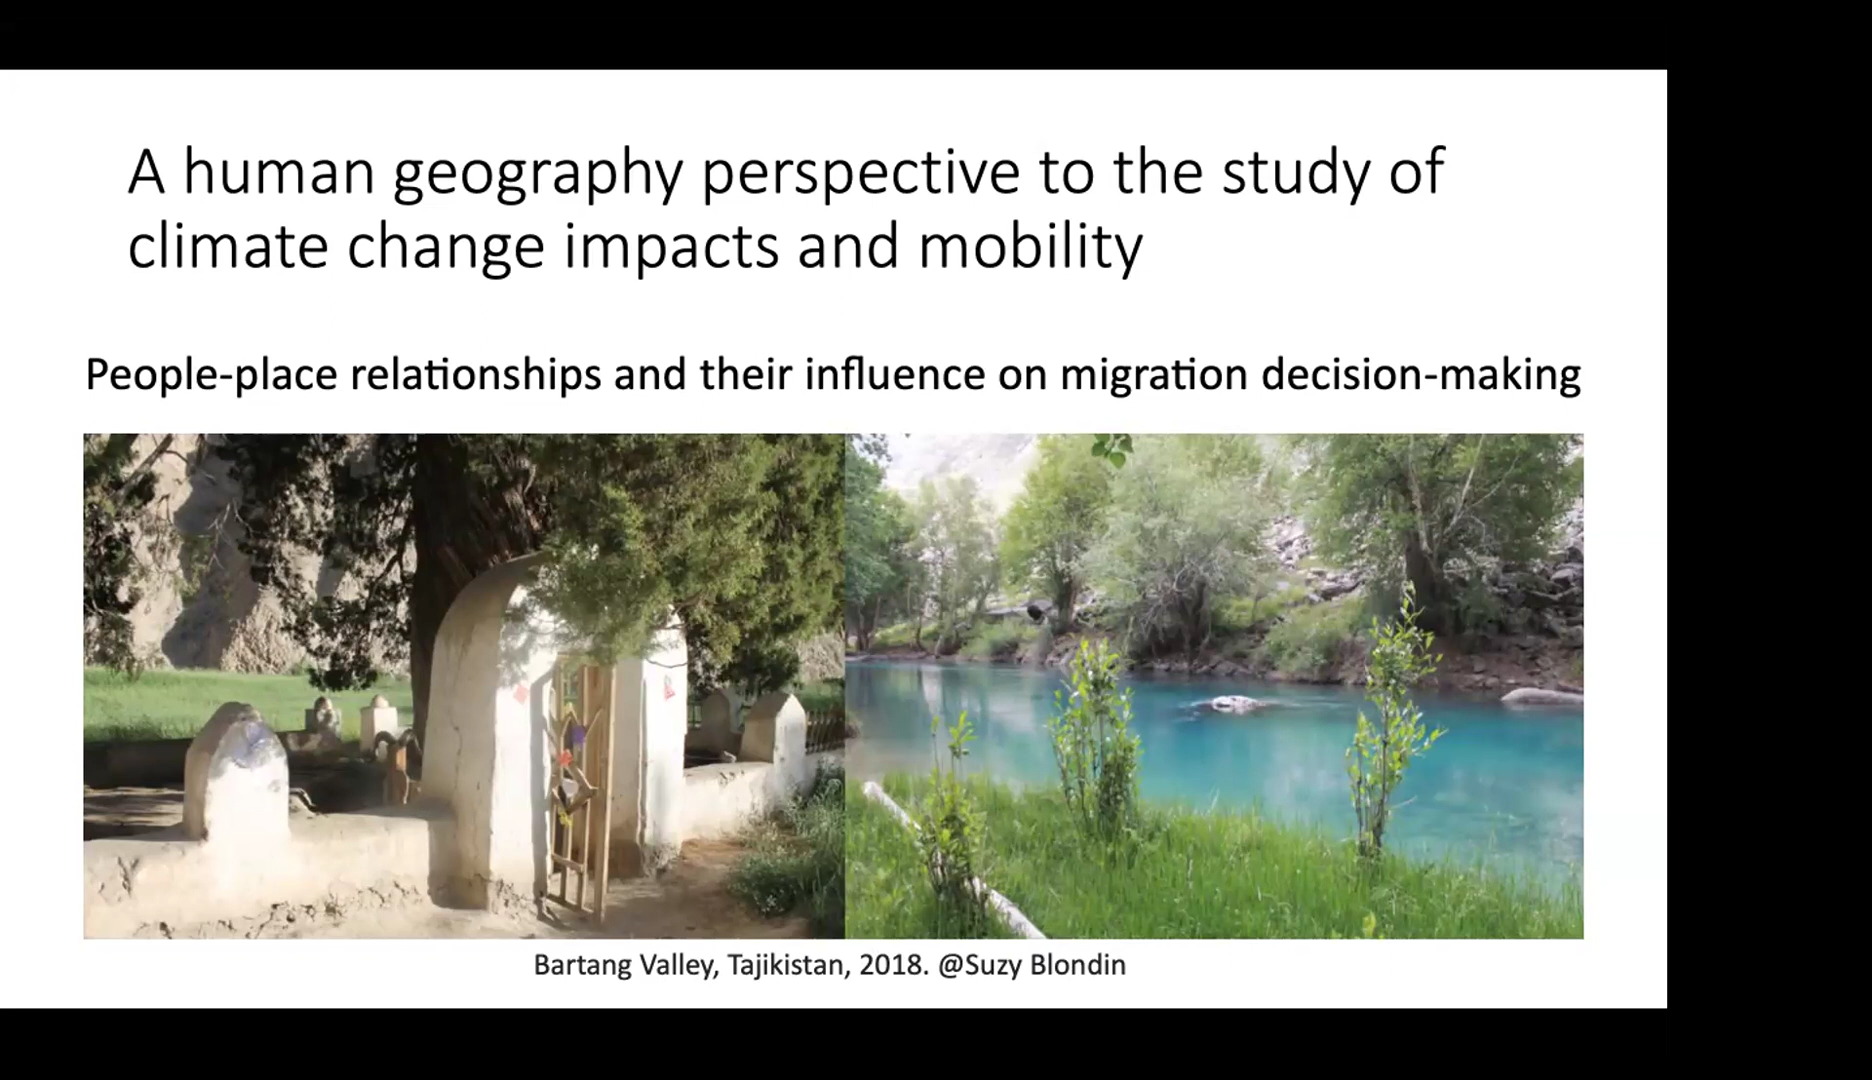 A human geography perspective to the study of
climate change impacts and mobility
People-place relationships and their influence on migration decision-making
Bartang Valley, Tajikistan, 2018. @Suzy Blondin